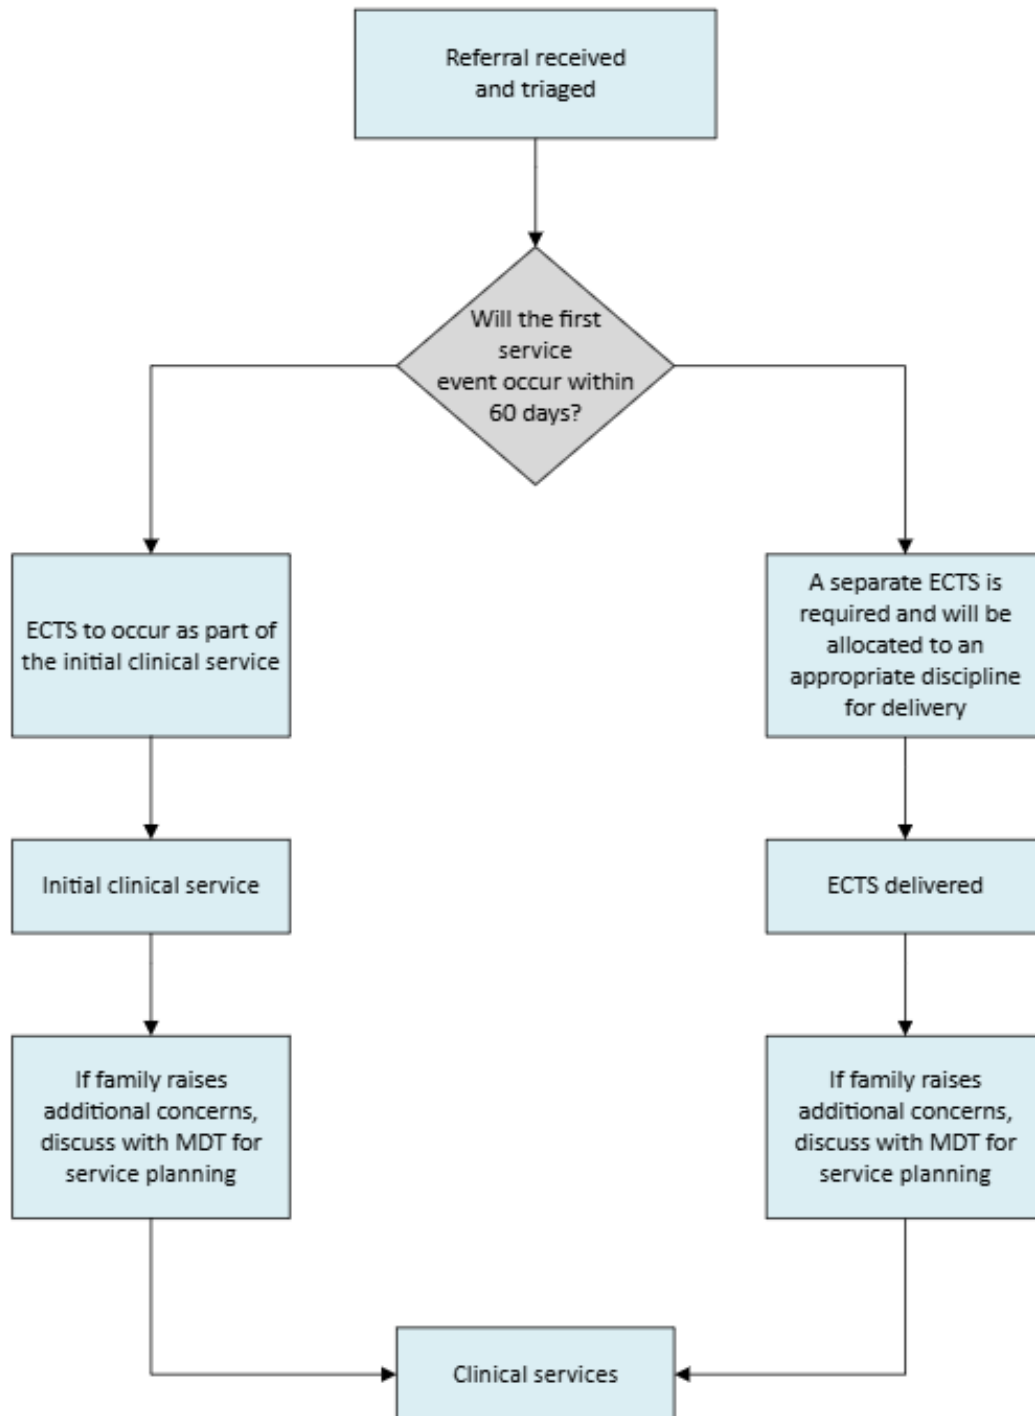 Referral received
and triaged
Will the first
service
event occur within
60 days?
ECTS to occur as part of
the initial clinical service
A separate ECTS is
required and will be
allocated to an
appropriate discipline
for delivery
Initial clinical service
ECTS delivered
If family raises
additional concerns,
discuss with MDT for
service planning
If family raises
additional concerns,
discuss with MDT for
service planning
Clinical services